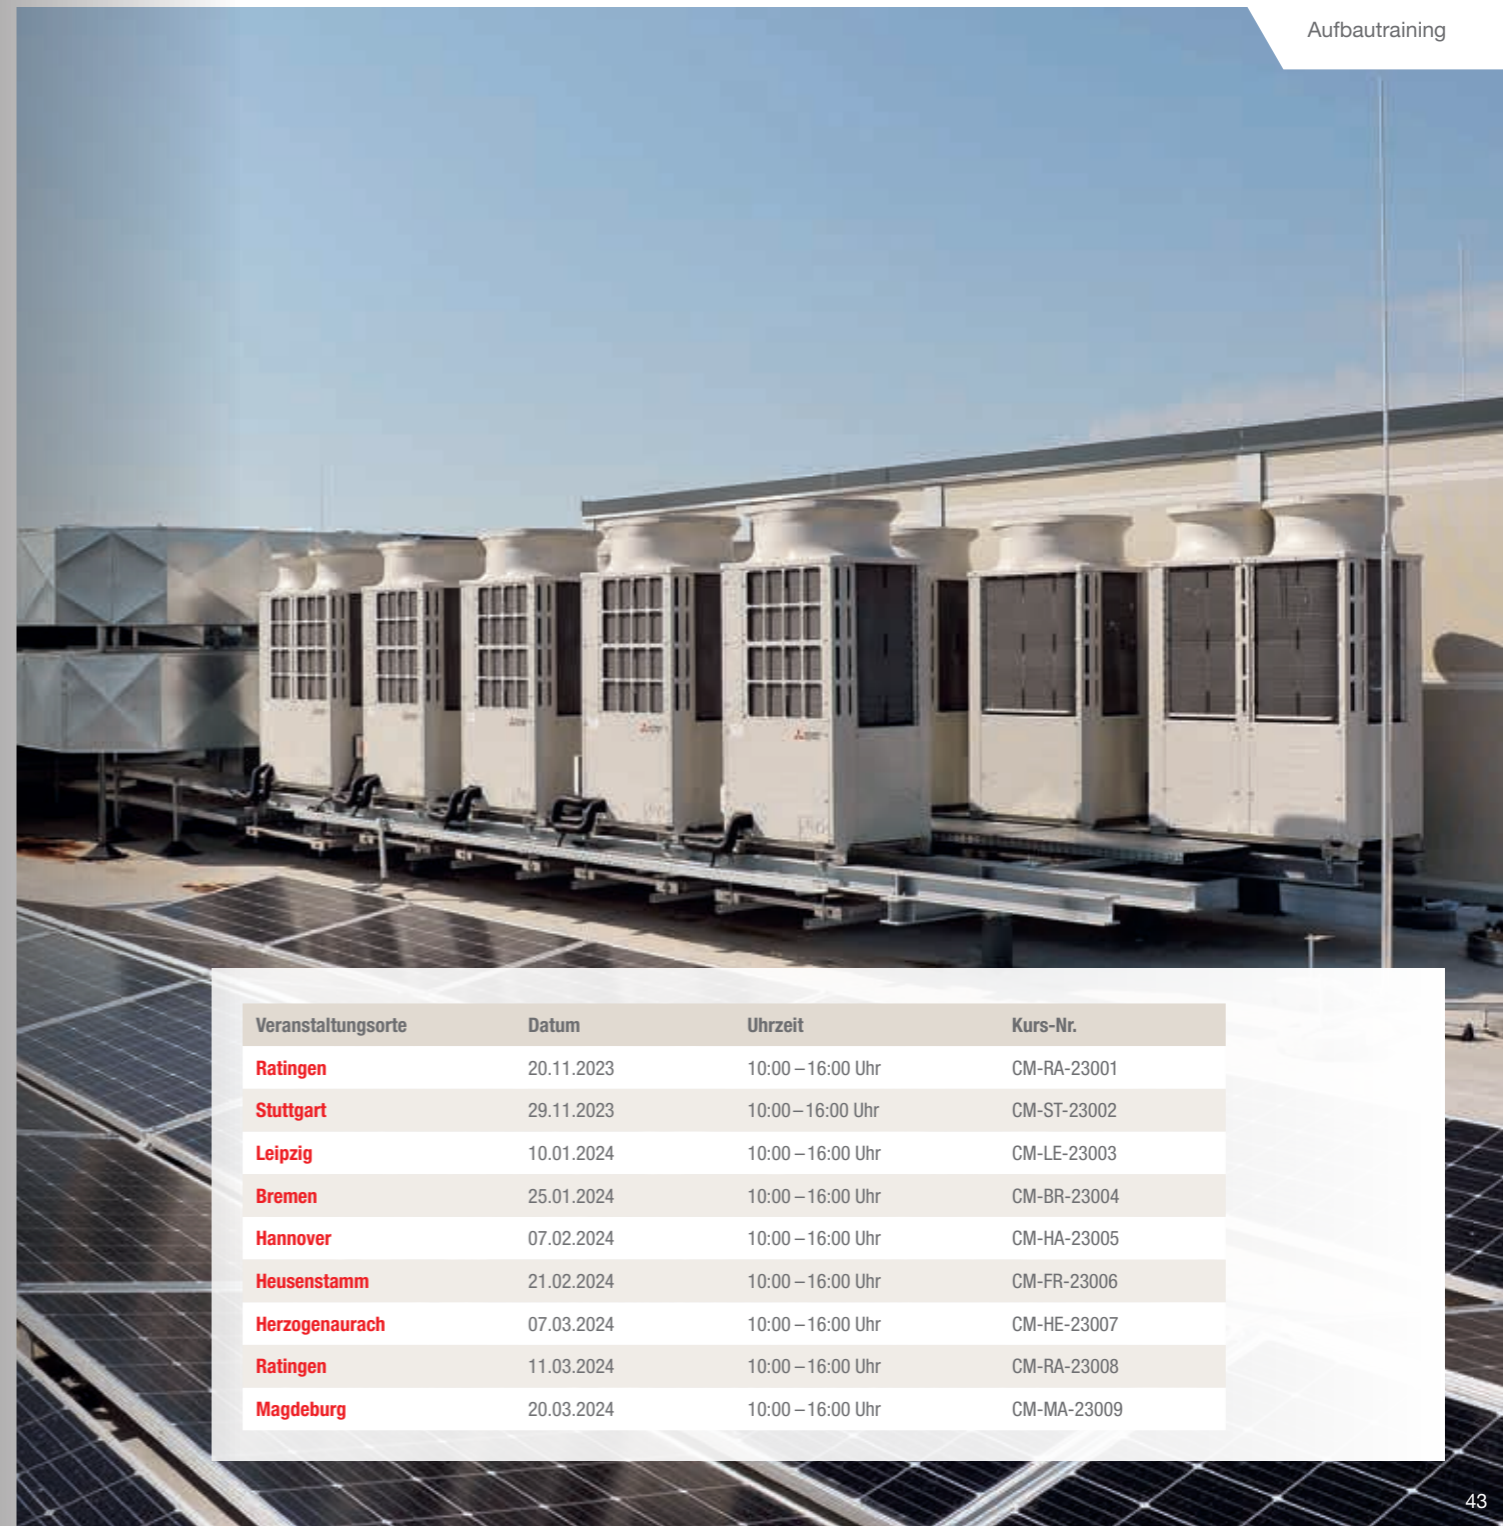 Aufbautraining
Veranstaltungsorte Datum Uhrzeit Kurs-Nr.
Ratingen 20.11.2023 10:00 – 16:00 Uhr CM-RA-23001
Stuttgart 29.11.2023 10:00 – 16:00 Uhr CM-ST-23002
Leipzig 10.01.2024 10:00 – 16:00 Uhr CM-LE-23003
Bremen 25.01.2024 10:00 – 16:00 Uhr CM-BR-23004
Hannover 07.02.2024 10:00 – 16:00 Uhr CM-HA-23005
Heusenstamm 21.02.2024 10:00 – 16:00 Uhr CM-FR-23006
Herzogenaurach 07.03.2024 10:00 – 16:00 Uhr CM-HE-23007
Ratingen 11.03.2024 10:00 – 16:00 Uhr CM-RA-23008
Magdeburg 20.03.2024 10:00 – 16:00 Uhr CM-MA-23009
43